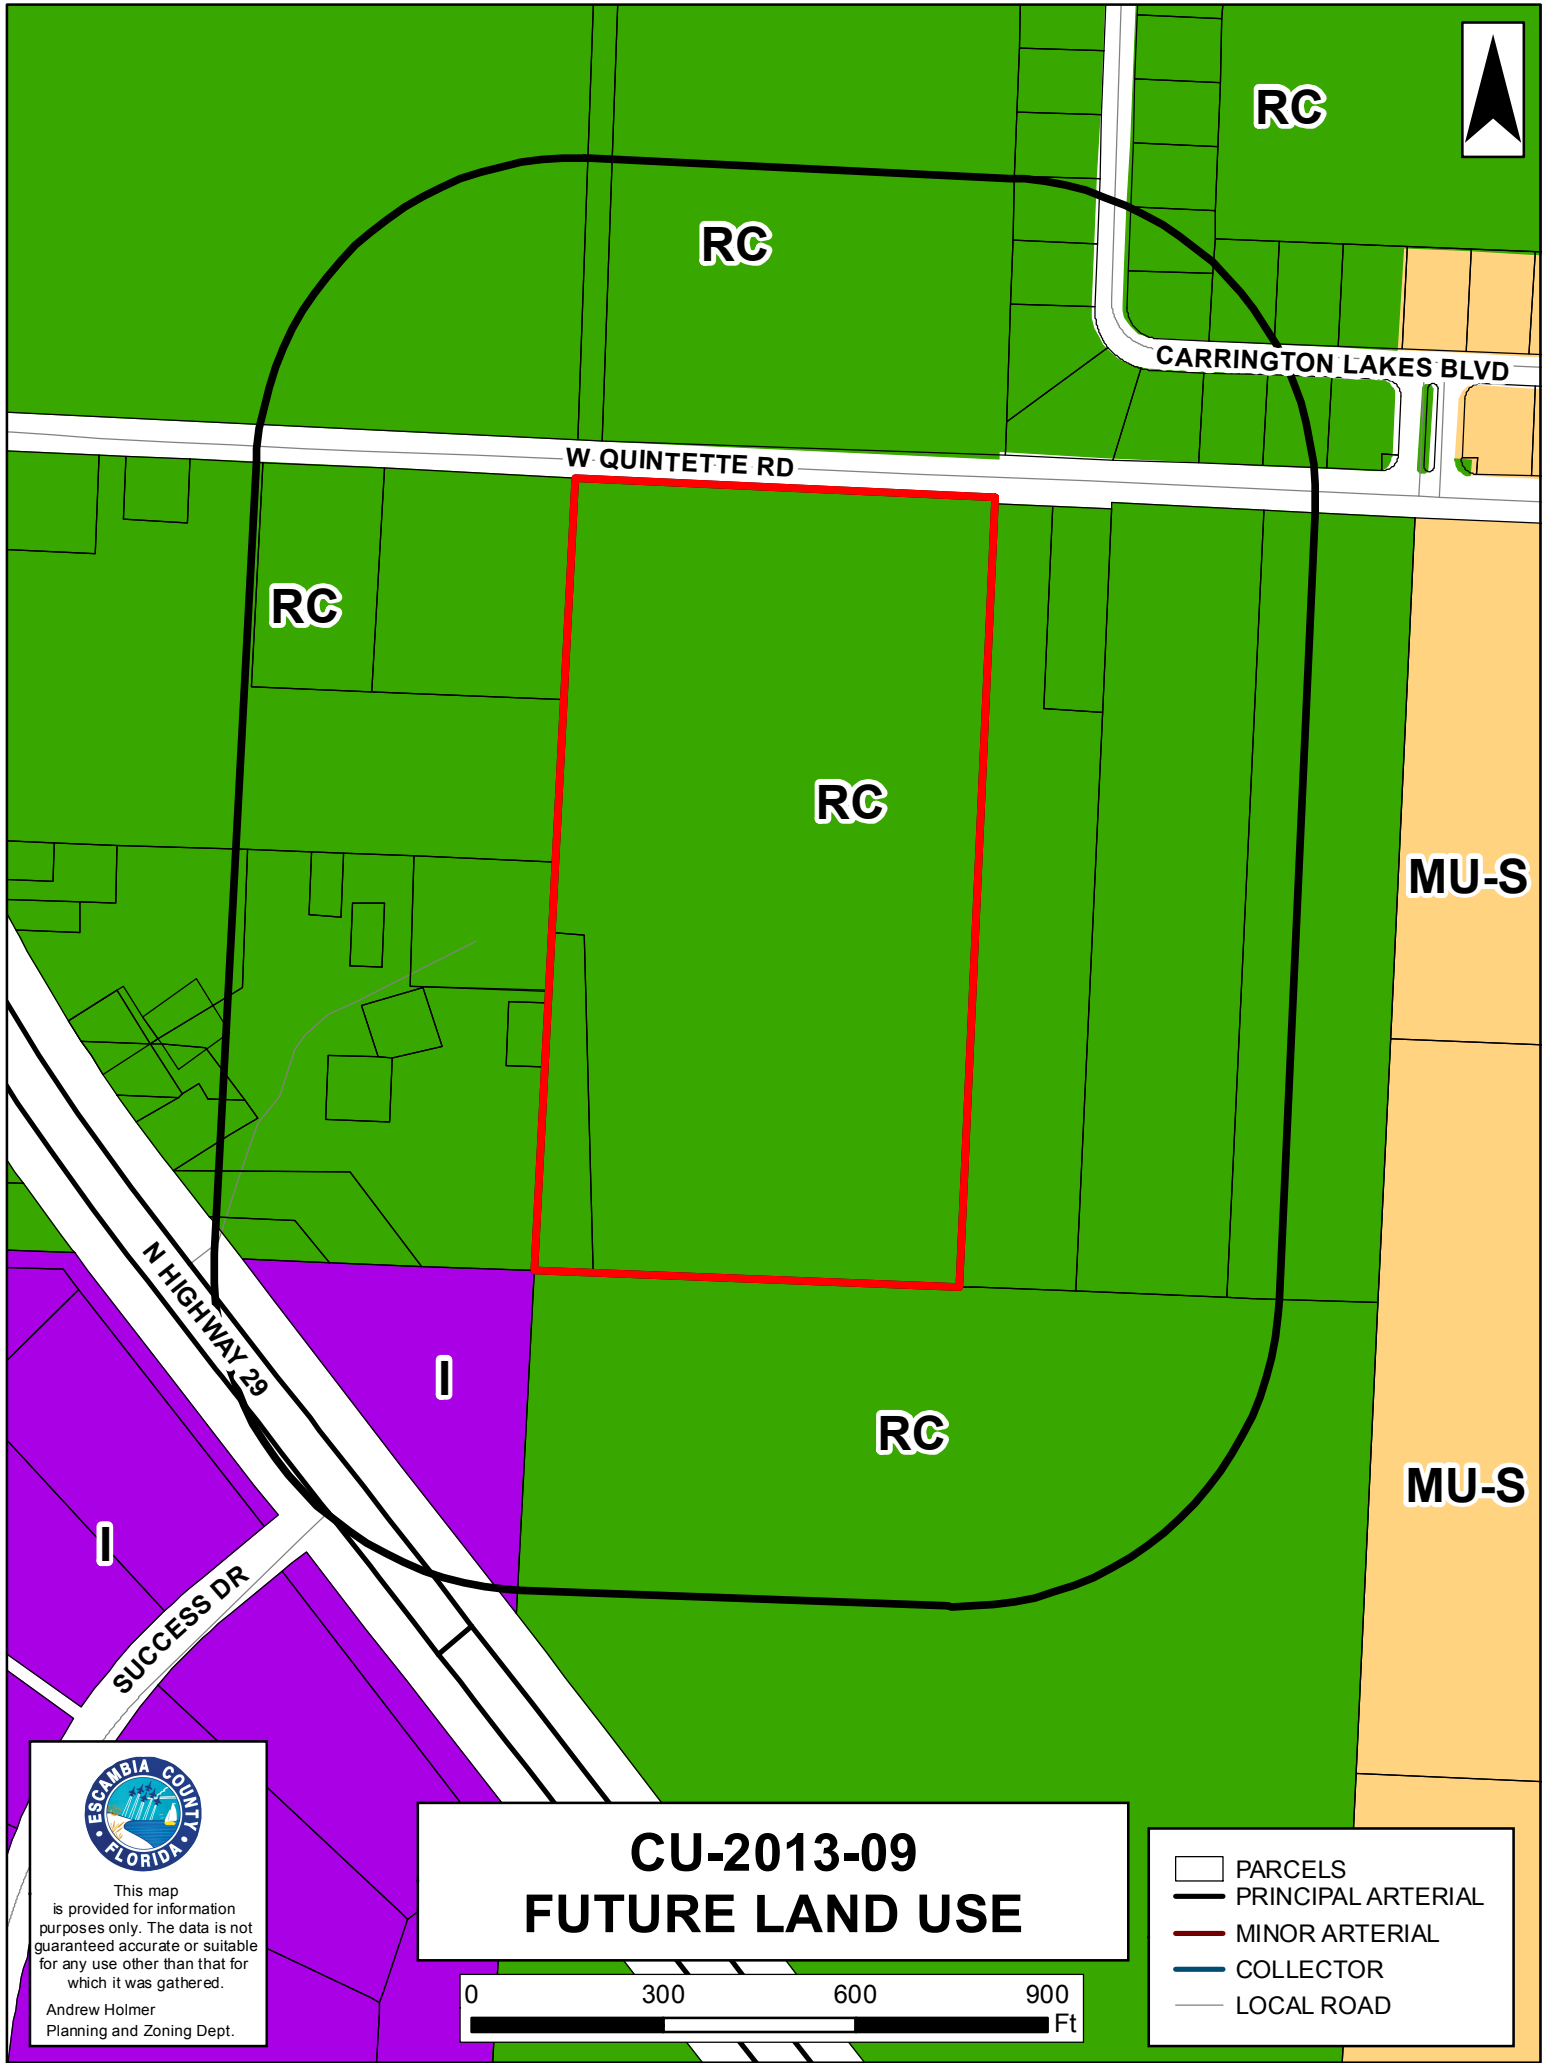 RC
RC
CARRINGTON LAKES BLVD
W QUINTETTE RD
RC
RC
MU-S
N HIGHWAY 29
I
RC
MU-S
I
SUCCESS DR
ESCAMBIA COUNTY
FLORIDA
This map
is provided for information
purposes only. The data is not
guaranteed accurate or suitable
for any use other than that for
which it was gathered.
Andrew Holmer
Planning and Zoning Dept.
CU-2013-09
FUTURE LAND USE
0 300 600 900
Ft
PARCELS
PRINCIPAL ARTERIAL
MINOR ARTERIAL
COLLECTOR
LOCAL ROAD